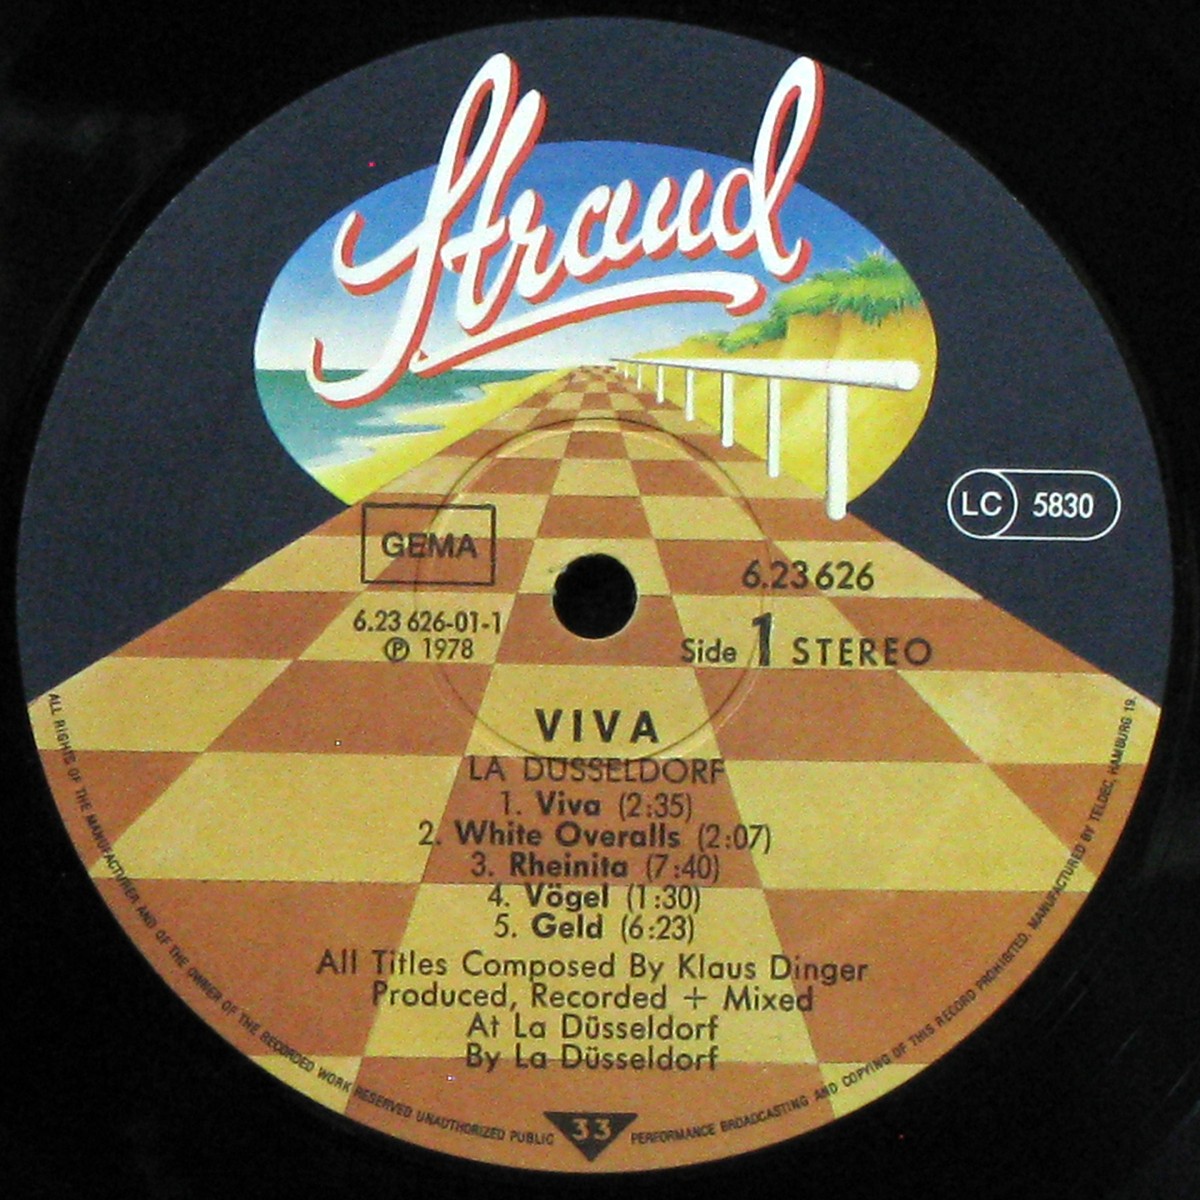 Strand
LC 5830
GEMA
6.23626
6.23 626-01-1
℗ 1978
Side 1 STEREO
VIVA
LA DÜSSELDORF
1. Viva (2:35)
2. White Overalls (2:07)
3. Rheinita (7:40)
4. Vögel (1:30)
5. Geld (6:23)
All Titles Composed By Klaus Dinger
Produced, Recorded + Mixed
At La Düsseldorf
By La Düsseldorf
ALL RIGHTS OF THE MANUFACTURER AND OF THE OWNER OF THE RECORDED WORK RESERVED UNAUTHORIZED PUBLIC PERFORMANCE BROADCASTING AND COPYING OF THIS RECORD PROHIBITED. MANUFACTURED BY TELDEC, HAMBURG 19.
33